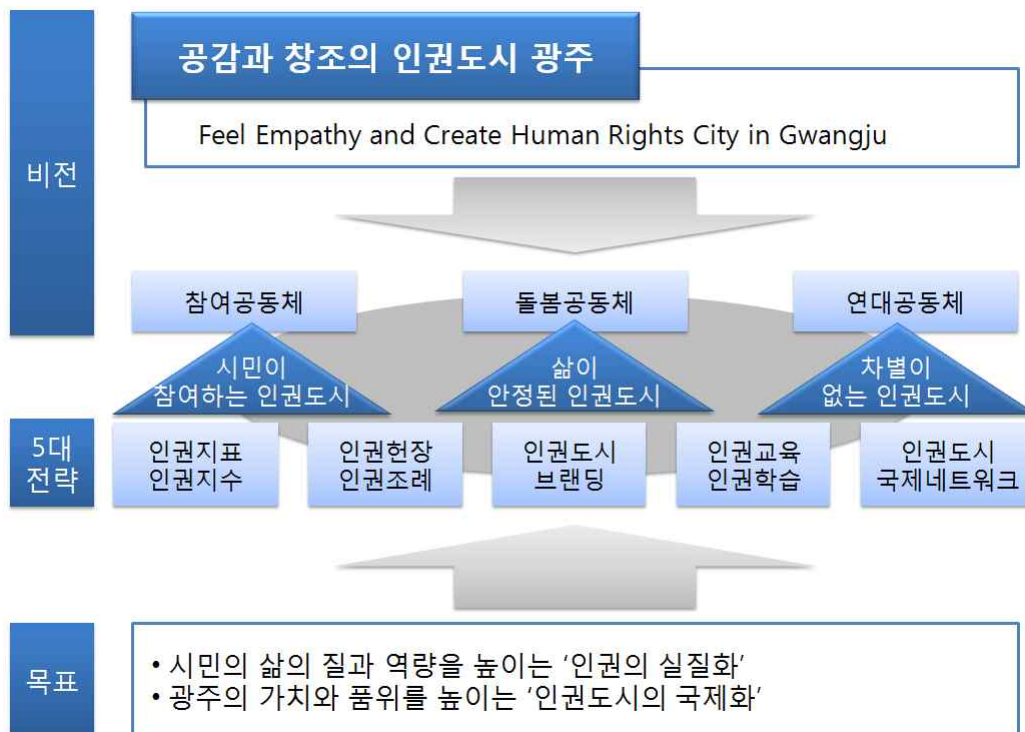 공감과 창조의 인권도시 광주
Feel Empathy and Create Human Rights City in Gwangju
비전
참여공동체
돌봄공동체
연대공동체
시민이
참여하는 인권도시
삶이
안정된 인권도시
차별이
없는 인권도시
5대
전략
인권지표
인권지수
인권헌장
인권조례
인권도시
브랜딩
인권교육
인권학습
인권도시
국제네트워크
목표
• 시민의 삶의 질과 역량을 높이는 ‘인권의 실질화’
• 광주의 가치와 품위를 높이는 ‘인권도시의 국제화’